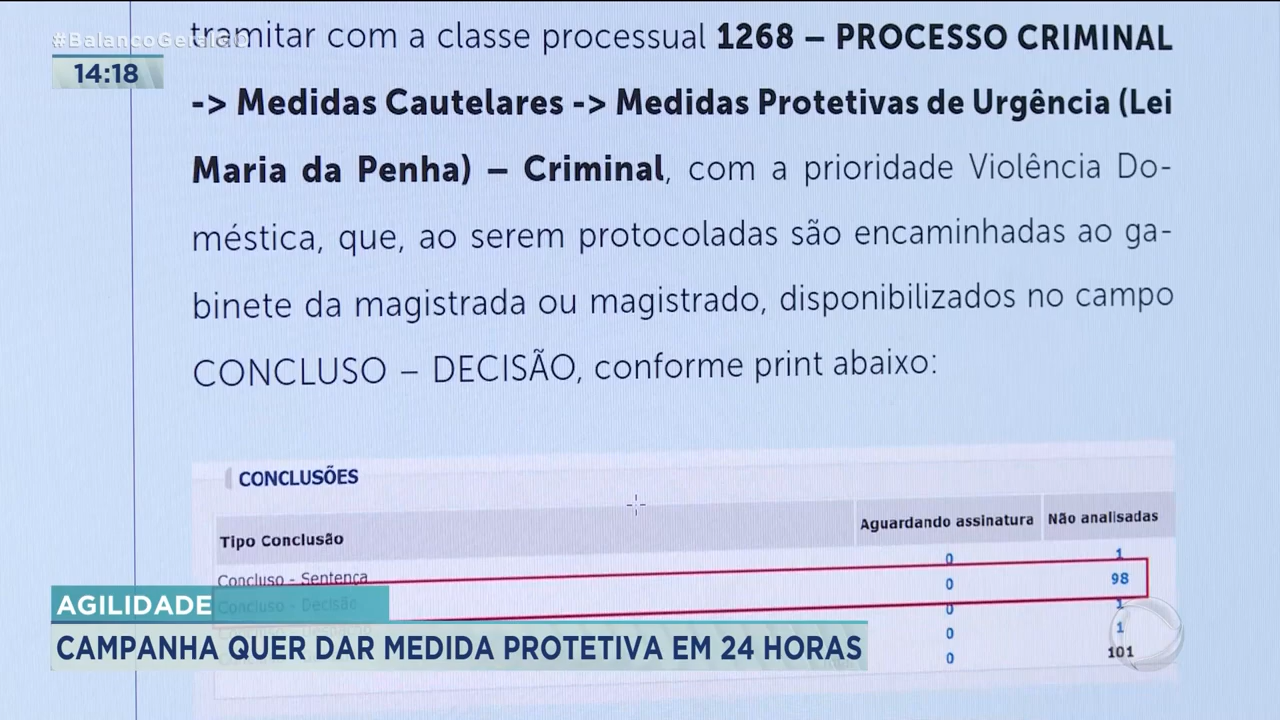 #BalançoGeralGO
14:18
tramitar com a classe processual 1268 – PROCESSO CRIMINAL
-> Medidas Cautelares -> Medidas Protetivas de Urgência (Lei
Maria da Penha) – Criminal, com a prioridade Violência Do-
méstica, que, ao serem protocoladas são encaminhadas ao ga-
binete da magistrada ou magistrado, disponibilizados no campo
CONCLUSO – DECISÃO, conforme print abaixo:
CONCLUSÕES
Tipo Conclusão Aguardando assinatura Não analisadas
Concluso - Sentença 0 1
Concluso - Decisão 0 98
0 1
0 1
0 101
AGILIDADE
CAMPANHA QUER DAR MEDIDA PROTETIVA EM 24 HORAS